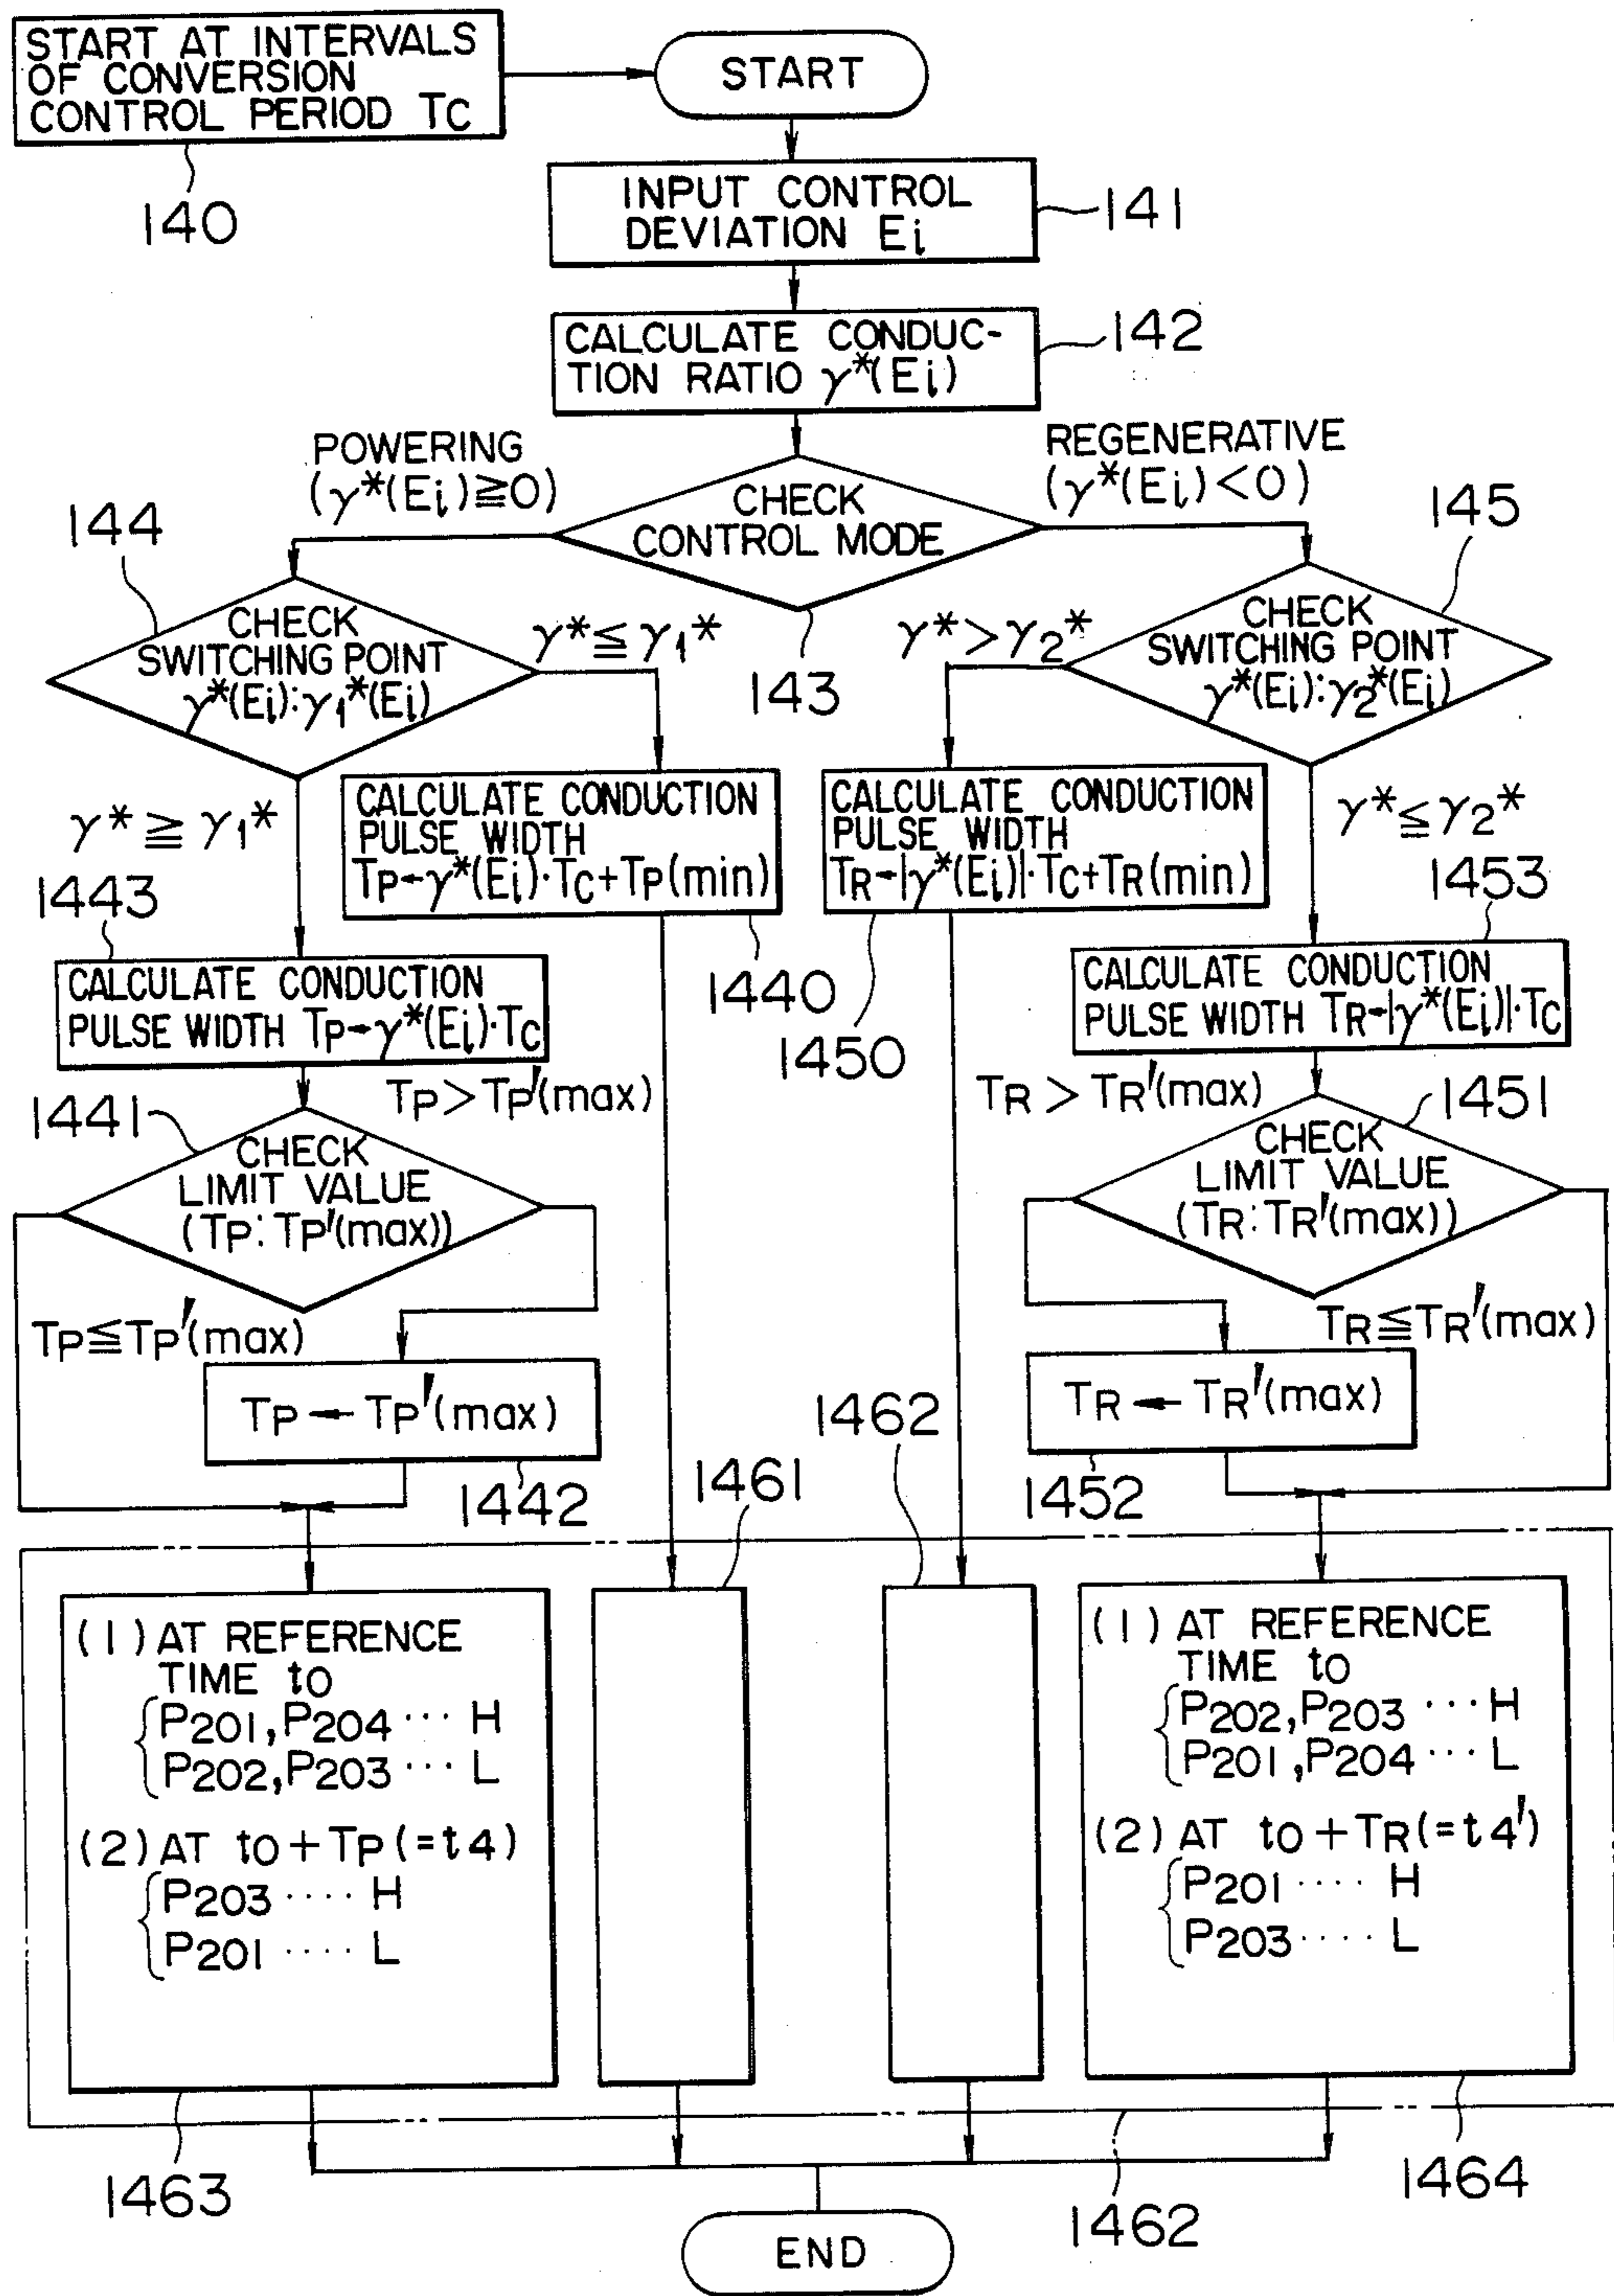 START AT INTERVALS
OF CONVERSION
CONTROL PERIOD Tc
140
START
INPUT CONTROL
DEVIATION Ei
141
CALCULATE CONDUC-
TION RATIO γ*(Ei)
142
POWERING
(γ*(Ei)≧0)
REGENERATIVE
(γ*(Ei)<0)
CHECK
CONTROL MODE
143
144
CHECK
SWITCHING POINT
γ*(Ei):γ1*(Ei)
γ*≦γ1*
γ*>γ2*
145
CHECK
SWITCHING POINT
γ*(Ei):γ2*(Ei)
γ*≧γ1*
CALCULATE CONDUCTION
PULSE WIDTH
TP←γ*(Ei)·Tc+TP(min)
1440
CALCULATE CONDUCTION
PULSE WIDTH
TR←|γ*(Ei)|·Tc+TR(min)
1450
γ*≦γ2*
1443
CALCULATE CONDUCTION
PULSE WIDTH TP←γ*(Ei)·Tc
1453
CALCULATE CONDUCTION
PULSE WIDTH TR←|γ*(Ei)|·Tc
TP>TP'(max)
TR>TR'(max)
1441
CHECK
LIMIT VALUE
(TP:TP'(max))
1451
CHECK
LIMIT VALUE
(TR:TR'(max))
TP≦TP'(max)
TR≦TR'(max)
TP←TP'(max)
1442
TR←TR'(max)
1452
1461
1462
(1) AT REFERENCE
TIME to
P201,P204 ··· H
P202,P203 ··· L
(2) AT to+TP(=t4)
P203 ···· H
P201 ···· L
1463
(1) AT REFERENCE
TIME to
P202,P203 ··· H
P201,P204 ··· L
(2) AT to+TR(=t4')
P201 ···· H
P203 ···· L
1464
1462
END